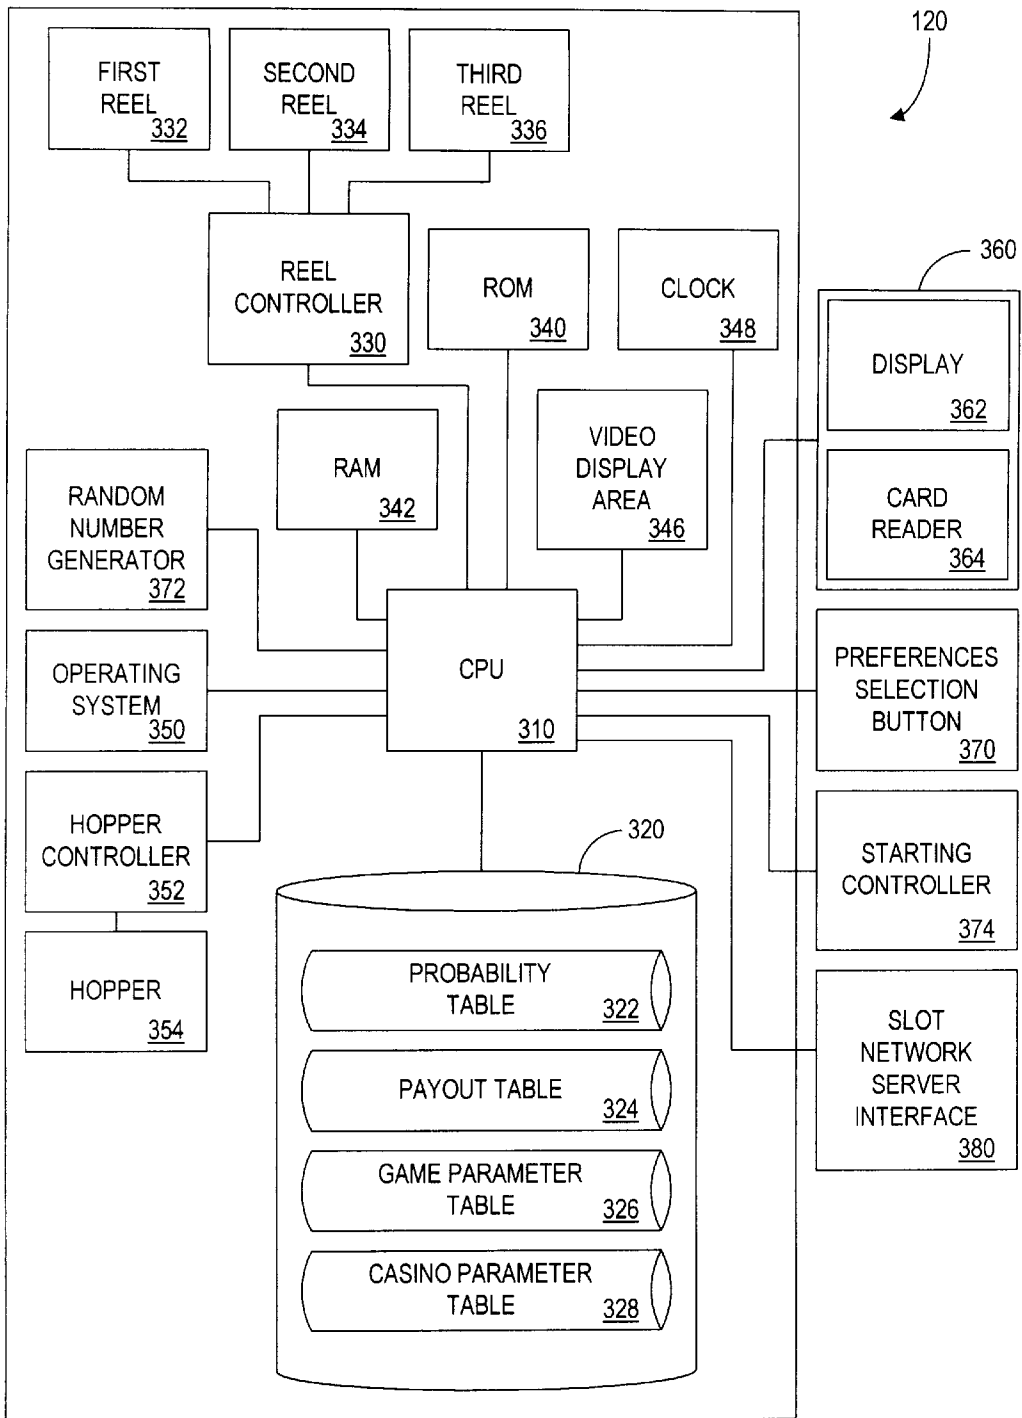 120
FIRST
REEL
332
SECOND
REEL
334
THIRD
REEL
336
REEL
CONTROLLER
330
ROM
340
CLOCK
348
360
DISPLAY
362
CARD
READER
364
RAM
342
VIDEO
DISPLAY
AREA
346
RANDOM
NUMBER
GENERATOR
372
CPU
310
OPERATING
SYSTEM
350
PREFERENCES
SELECTION
BUTTON
370
HOPPER
CONTROLLER
352
STARTING
CONTROLLER
374
HOPPER
354
320
PROBABILITY
TABLE
322
PAYOUT TABLE
324
GAME PARAMETER
TABLE
326
CASINO PARAMETER
TABLE
328
SLOT
NETWORK
SERVER
INTERFACE
380